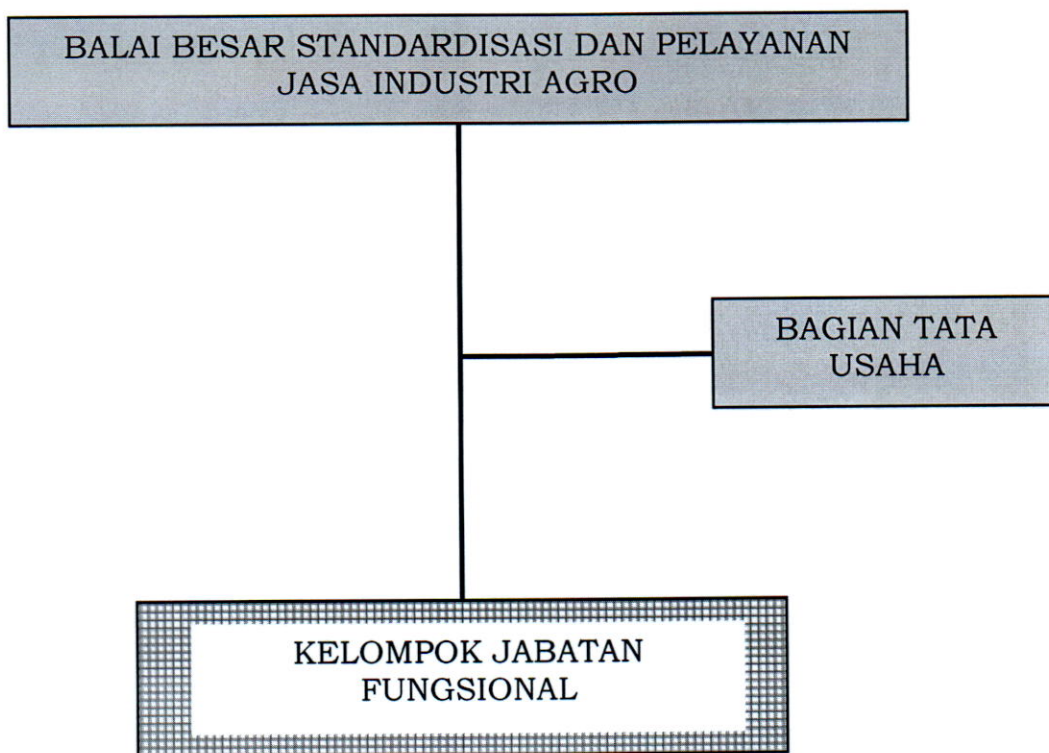 BALAI BESAR STANDARDISASI DAN PELAYANAN
JASA INDUSTRI AGRO
BAGIAN TATA
USAHA
KELOMPOK JABATAN
FUNGSIONAL